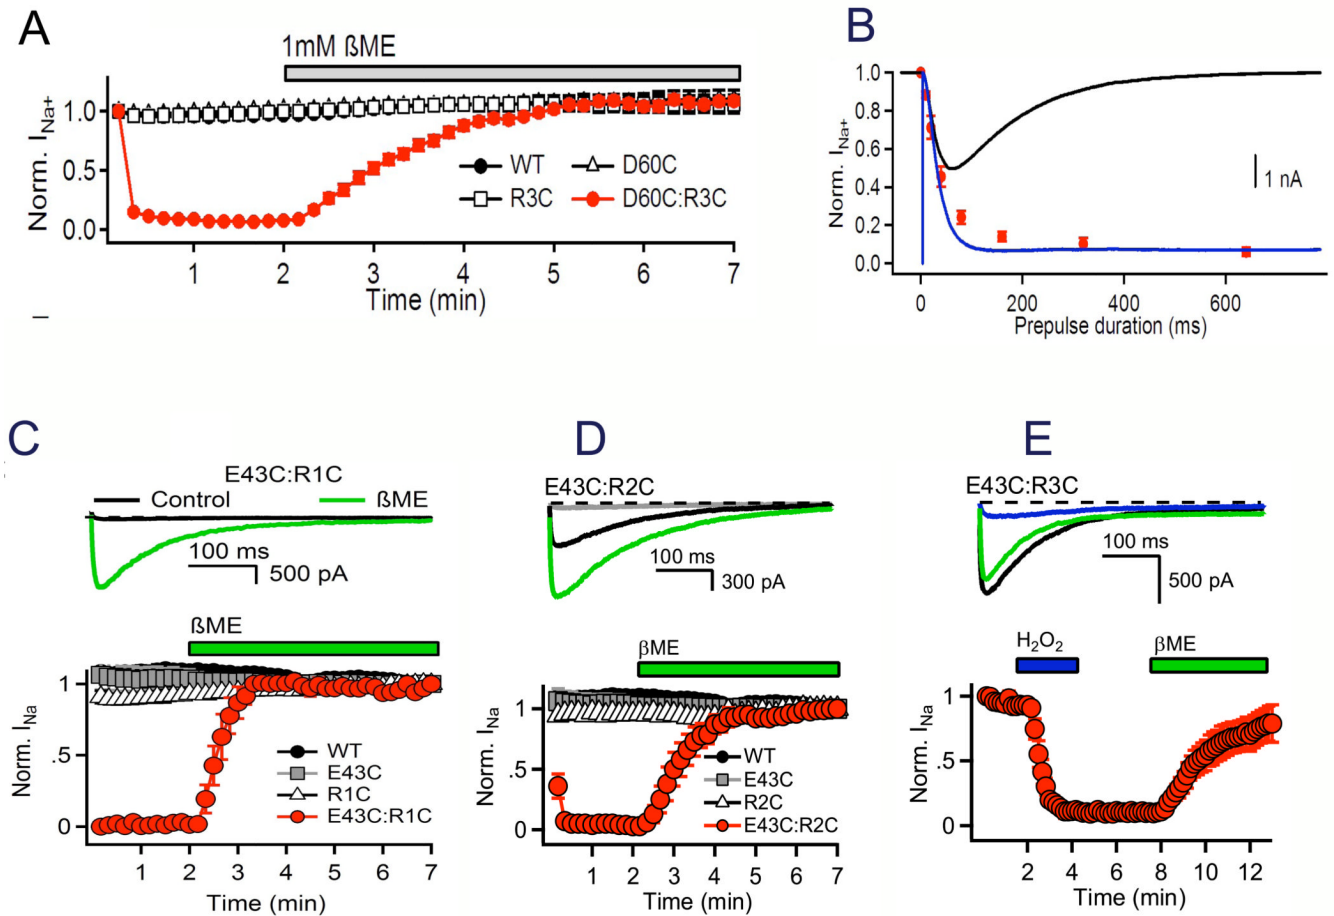 A
1mM ßME
Norm. I_Na+
1.0
0.5
0.0
WT
D60C
R3C
D60C:R3C
1 2 3 4 5 6 7
Time (min)
B
Norm. I_Na+
1.0
0.8
0.6
0.4
0.2
0.0
1 nA
0 200 400 600
Prepulse duration (ms)
C
E43C:R1C
Control
ßME
100 ms
500 pA
ßME
Norm. I_Na
1
.5
0
WT
E43C
R1C
E43C:R1C
1 2 3 4 5 6 7
Time (min)
D
E43C:R2C
100 ms
300 pA
βME
Norm. I_Na
1
.5
0
WT
E43C
R2C
E43C:R2C
1 2 3 4 5 6 7
Time (min)
E
E43C:R3C
100 ms
500 pA
H₂O₂
βME
Norm. I_Na
1
.5
0
2 4 6 8 10 12
Time (min)